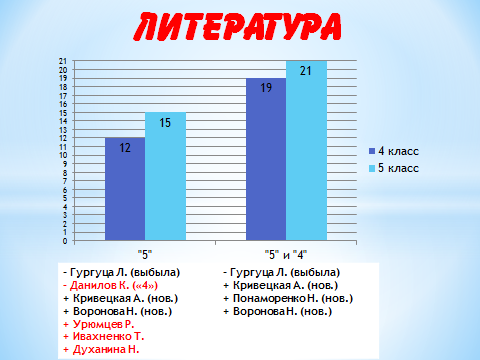 ЛИТЕРАТУРА
21
20
19
18
17
16
15
14
13
12
11
10
9
8
7
6
5
4
3
2
1
0
12
15
19
21
"5"
"5" и "4"
4 класс
5 класс
- Гургуца Л. (выбыла)
- Данилов К. («4»)
+ Кривецкая А. (нов.)
+ Воронова Н. (нов.)
+ Урюмцев Р.
+ Ивахненко Т.
+ Духанина Н.
- Гургуца Л. (выбыла)
+ Кривецкая А. (нов.)
+ Понаморенко Н. (нов.)
+ Воронова Н. (нов.)